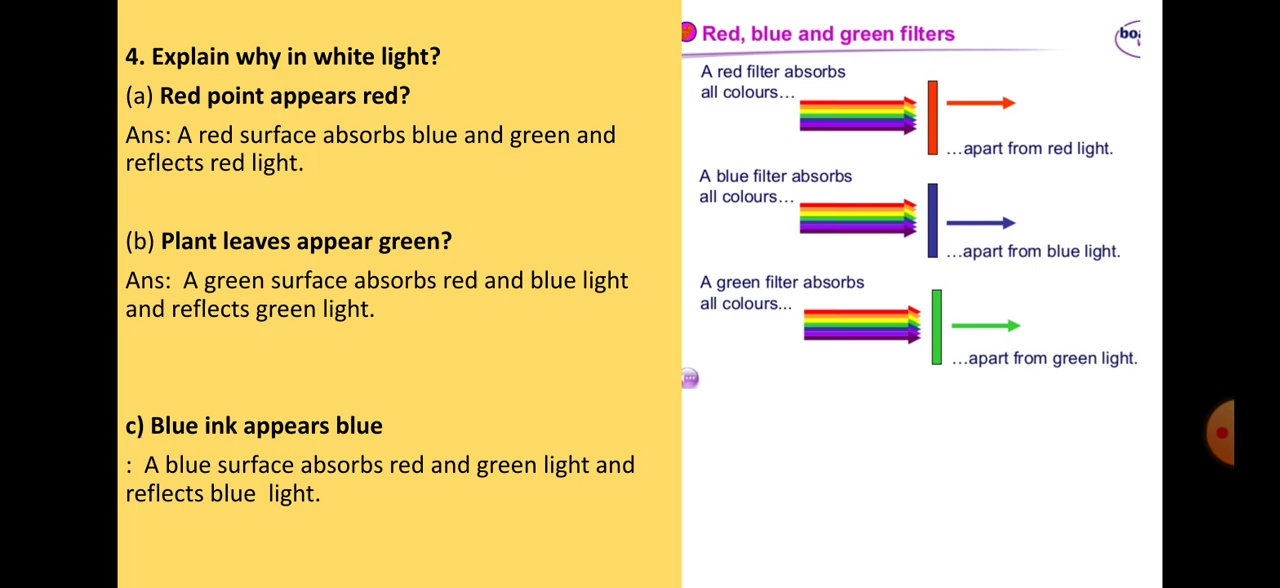 4. Explain why in white light?
(a) Red point appears red?
Ans: A red surface absorbs blue and green and
reflects red light.
(b) Plant leaves appear green?
Ans: A green surface absorbs red and blue light
and reflects green light.
c) Blue ink appears blue
: A blue surface absorbs red and green light and
reflects blue light.
Red, blue and green filters
A red filter absorbs
all colours…
…apart from red light.
A blue filter absorbs
all colours…
…apart from blue light.
A green filter absorbs
all colours...
…apart from green light.